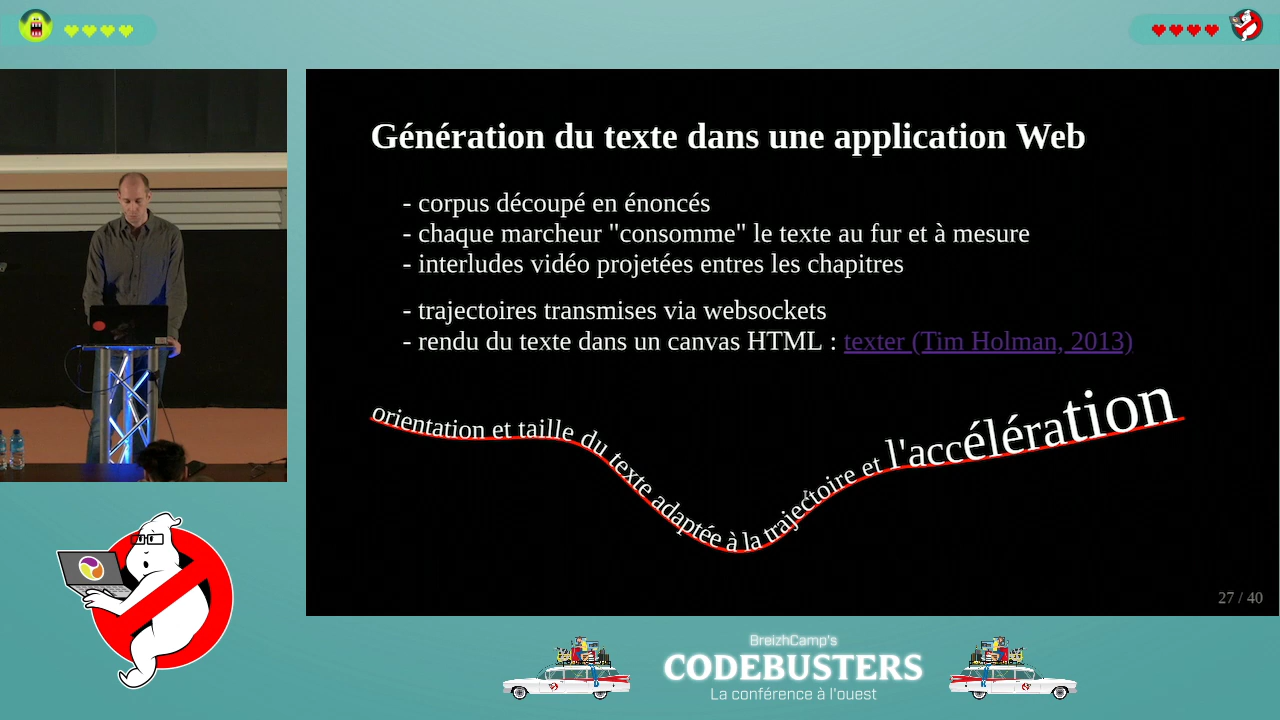 Génération du texte dans une application Web
- corpus découpé en énoncés
- chaque marcheur "consomme" le texte au fur et à mesure
- interludes vidéo projetées entres les chapitres
- trajectoires transmises via websockets
- rendu du texte dans un canvas HTML : texter (Tim Holman, 2013)
orientation et taille du texte adaptée à la trajectoire et l'accélération
27 / 40
BreizhCamp's
CODEBUSTERS
La conférence à l'ouest